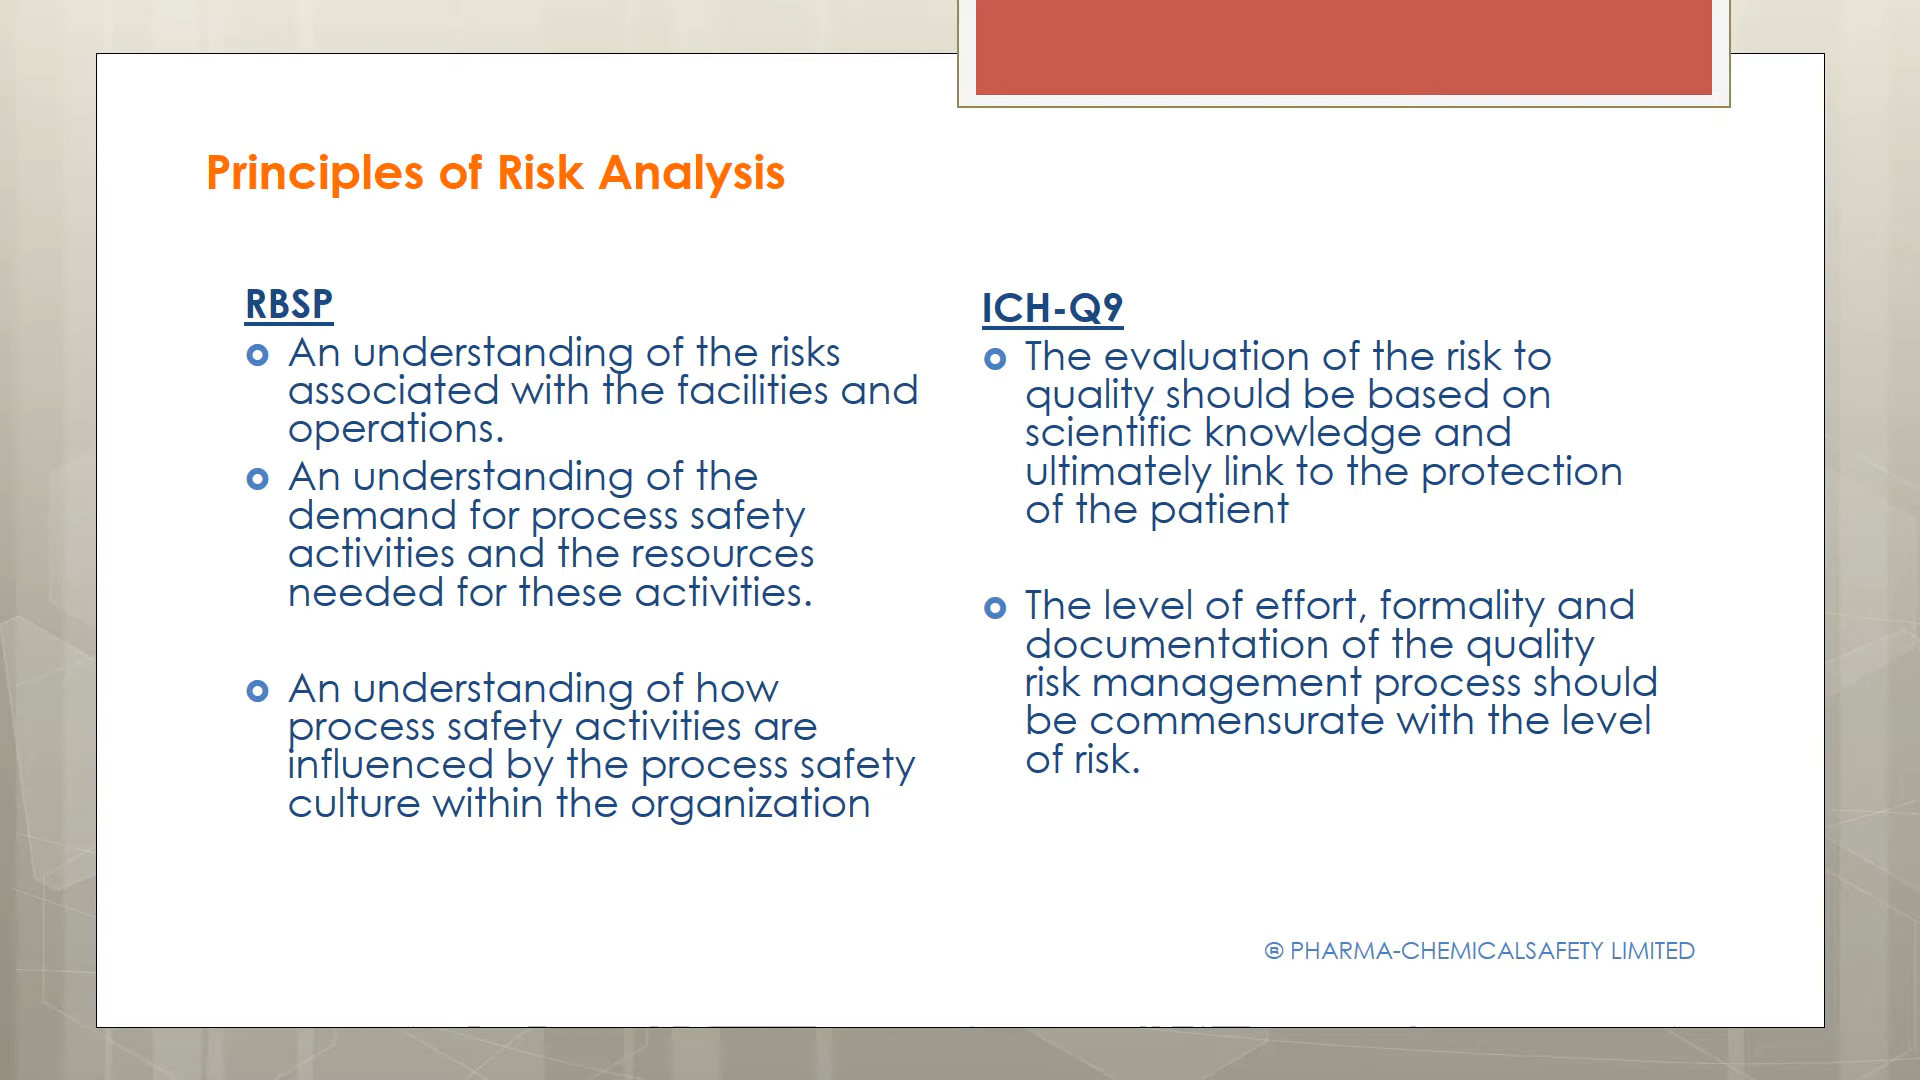 Principles of Risk Analysis
RBSP
An understanding of the risks
associated with the facilities and
operations.
An understanding of the
demand for process safety
activities and the resources
needed for these activities.
An understanding of how
process safety activities are
influenced by the process safety
culture within the organization
ICH-Q9
The evaluation of the risk to
quality should be based on
scientific knowledge and
ultimately link to the protection
of the patient
The level of effort, formality and
documentation of the quality
risk management process should
be commensurate with the level
of risk.
® PHARMA-CHEMICALSAFETY LIMITED